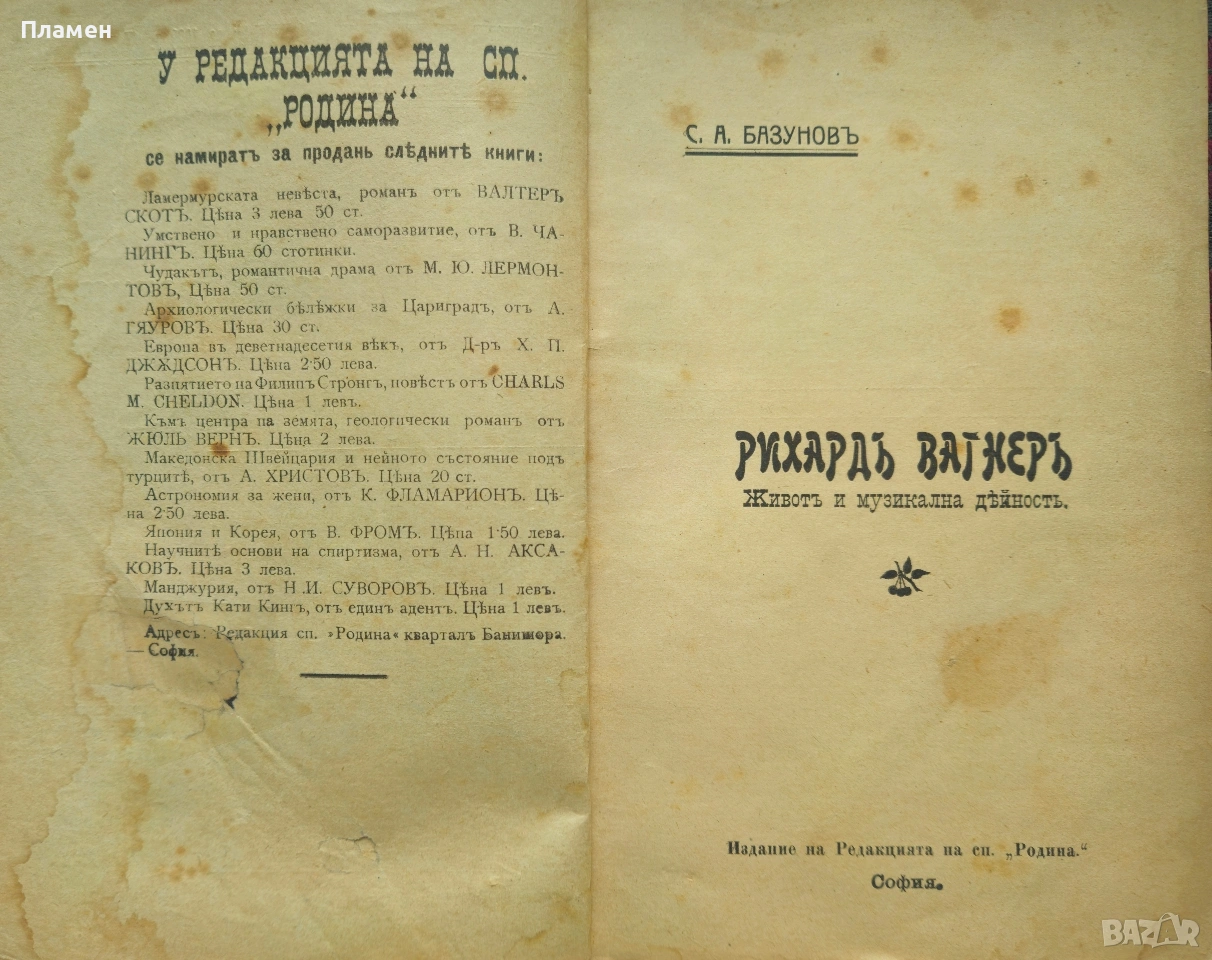 Пламен
У РЕДАКЦИЯТА НА СП.
„РОДИНА“
се намиратъ за продань слѣднитѣ книги:
Ламермурската невѣста, романъ отъ ВАЛТЕРЪ
СКОТЪ. Цѣна 3 лева 50 ст.
Умствено и нравствено саморазвитие, отъ В. ЧА-
НИНГЪ. Цѣна 60 стотинки.
Чудакътъ, романтична драма отъ М. Ю. ЛЕРМОН-
ТОВЪ, Цѣна 50 ст.
Архиологически бѣлѣжки за Цариградъ, отъ А.
ГЯУРОВЪ. Цѣна 30 ст.
Европа въ деветнадесетия вѣкъ, отъ Д-ръ Х. П.
ДЖѪДСОНЪ. Цѣна 2·50 лева.
Разпятието на Филипъ Стронгъ, повѣсть отъ CHARLS
M. CHELDON. Цѣна 1 левъ.
Къмъ центра на земята, геологически романъ отъ
ЖЮЛЬ ВЕРНЪ. Цѣна 2 лева.
Македонска Швейцария и нейното състояние подъ
турцитѣ, отъ А. ХРИСТОВЪ. Цѣна 20 ст.
Астрономия за жени, отъ К. ФЛАМАРИОНЪ. Цѣ-
на 2·50 лева.
Япония и Корея, отъ В. ФРОМЪ. Цѣна 1·50 лева.
Научнитѣ основи на спиртизма, отъ А. Н. АКСА-
КОВЪ. Цѣна 3 лева.
Манджурия, отъ Н .И. СУВОРОВЪ. Цѣна 1 левъ.
Духътъ Кати Кингъ, отъ единъ адентъ. Цѣна 1 левъ.
Адресъ: Редакция сп. »Родина« кварталъ Банишора.
—София.
С. А. БАЗУНОВЪ
РИХАРДЪ ВАГНЕРЪ
Животъ и музикална дѣйность.
Издание на Редакцията на сп. „Родина.“
София.
BAZAR